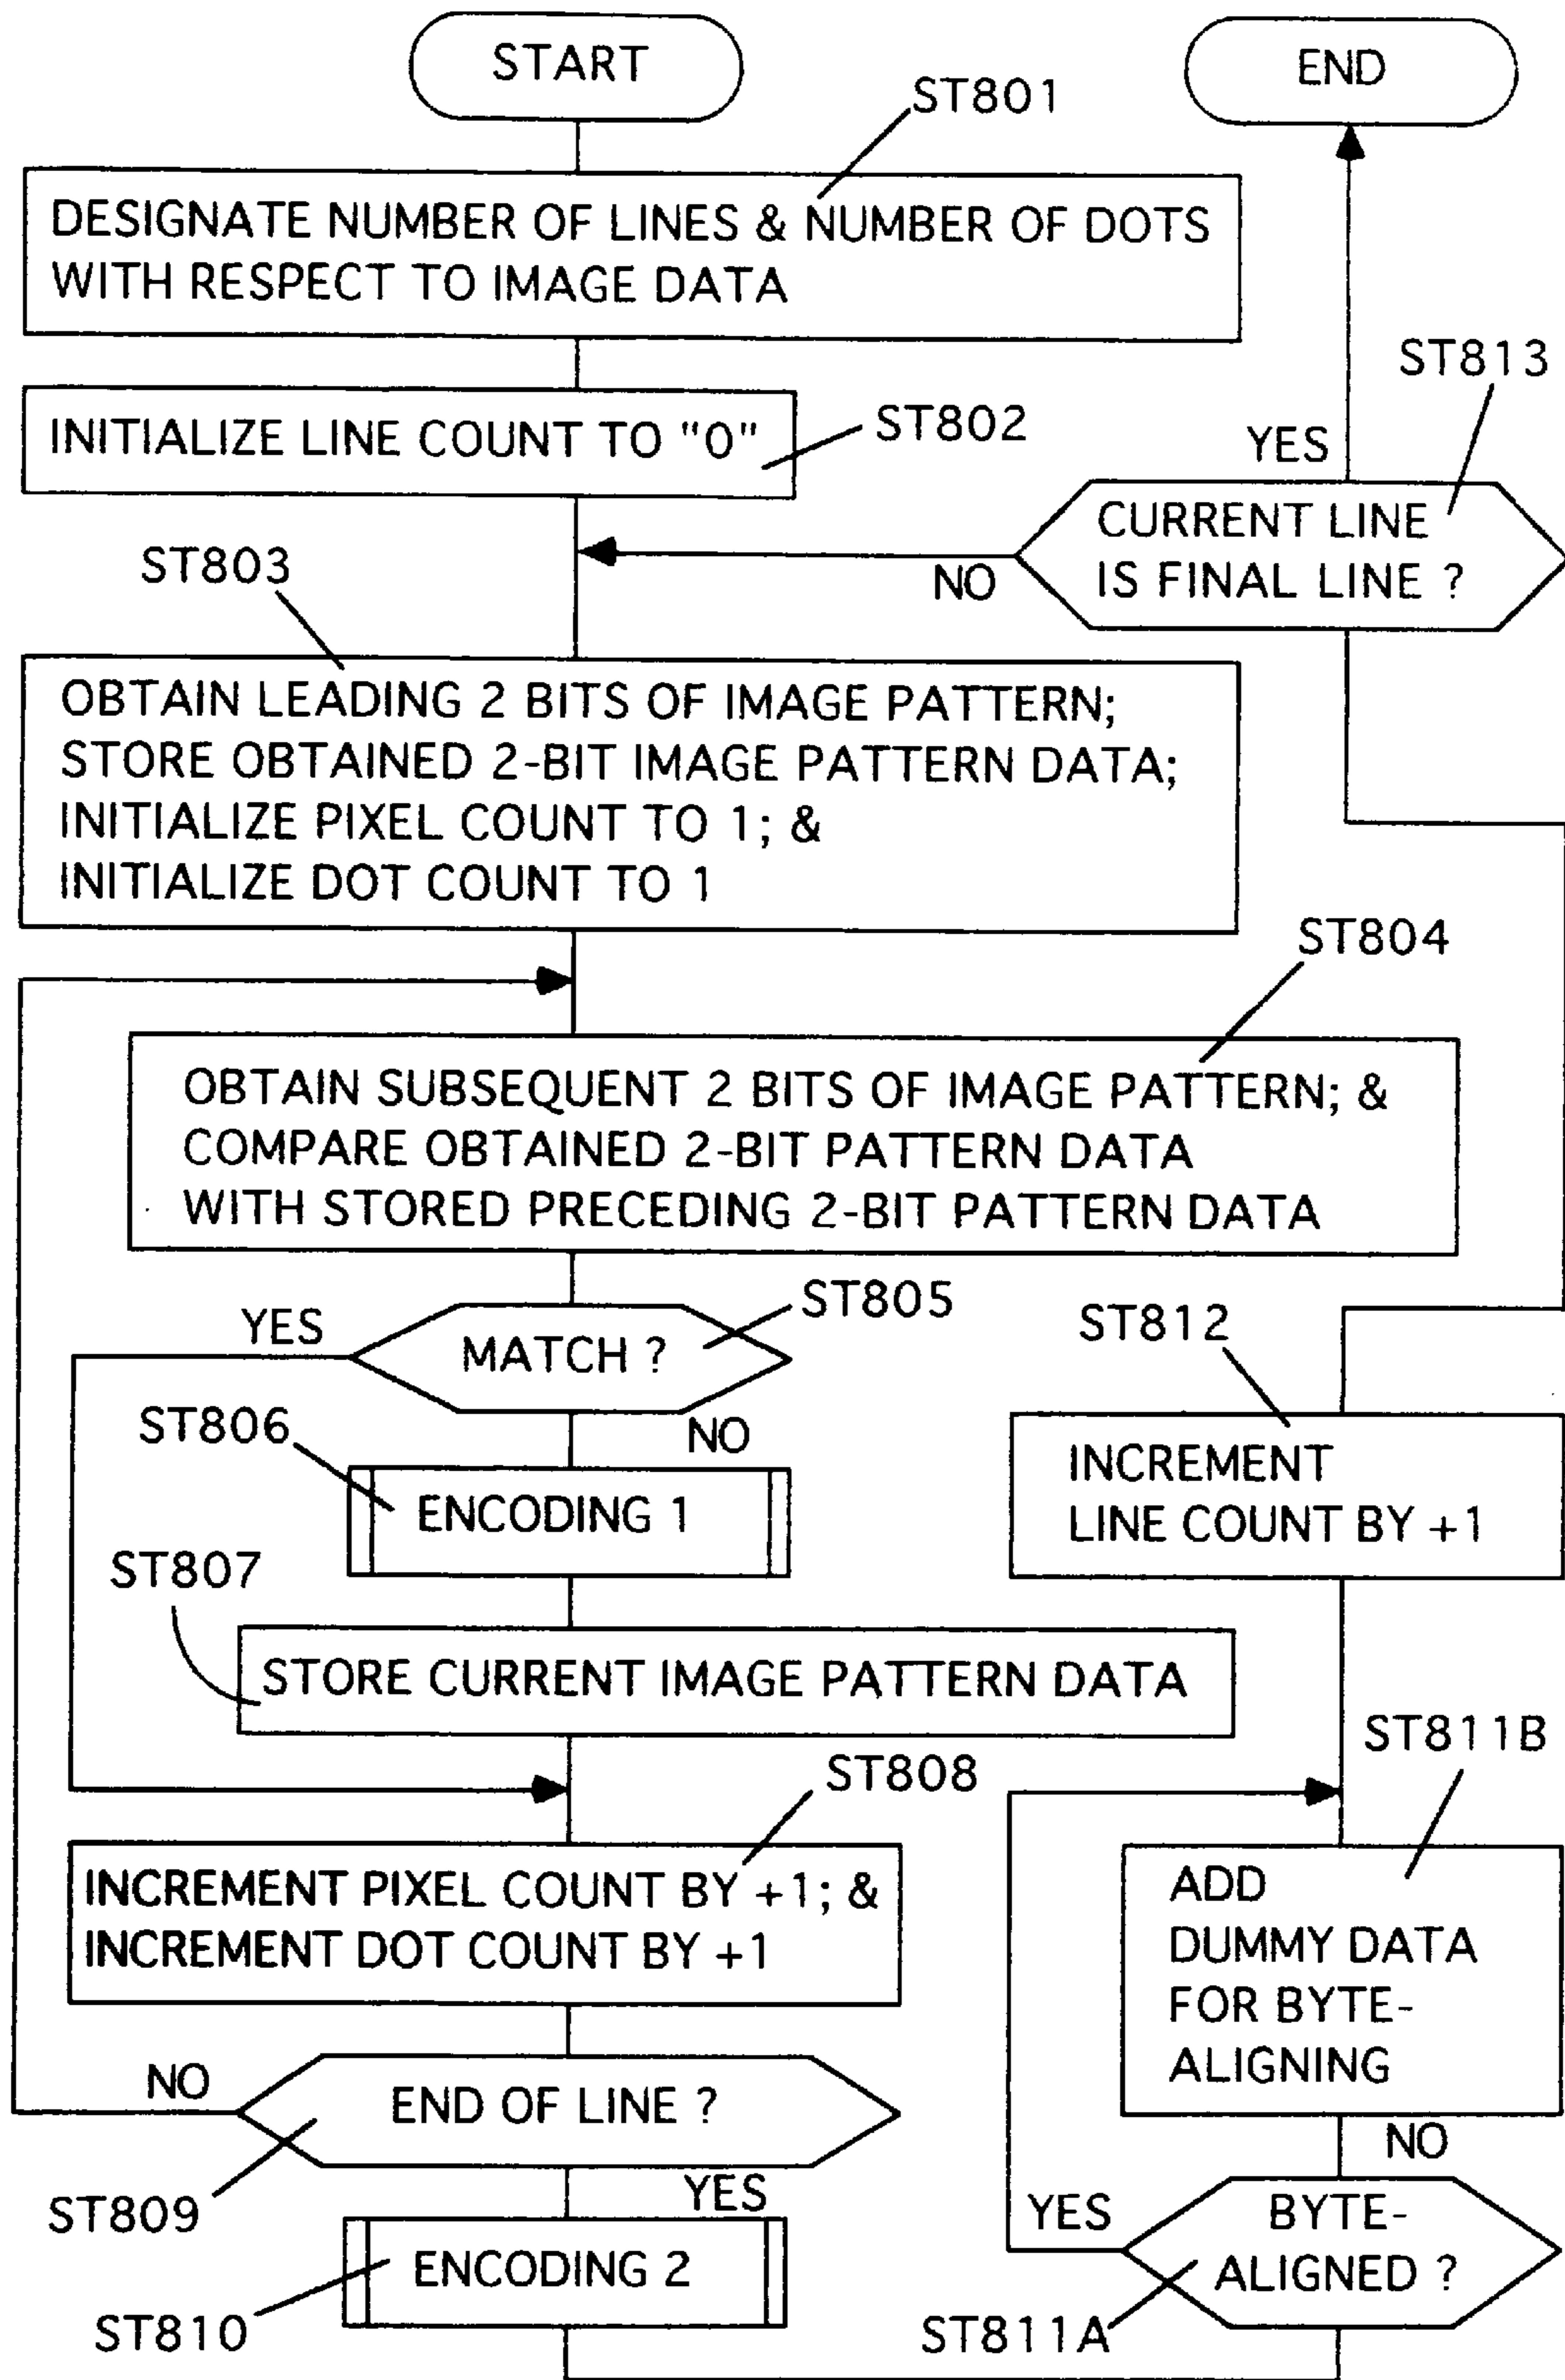 START
END
ST801
DESIGNATE NUMBER OF LINES & NUMBER OF DOTS
WITH RESPECT TO IMAGE DATA
ST813
INITIALIZE LINE COUNT TO "0"
ST802
YES
CURRENT LINE
IS FINAL LINE ?
NO
ST803
OBTAIN LEADING 2 BITS OF IMAGE PATTERN;
STORE OBTAINED 2-BIT IMAGE PATTERN DATA;
INITIALIZE PIXEL COUNT TO 1; &
INITIALIZE DOT COUNT TO 1
ST804
OBTAIN SUBSEQUENT 2 BITS OF IMAGE PATTERN; &
COMPARE OBTAINED 2-BIT PATTERN DATA
WITH STORED PRECEDING 2-BIT PATTERN DATA
YES
MATCH ?
ST805
NO
ST806
ENCODING 1
ST807
STORE CURRENT IMAGE PATTERN DATA
ST808
INCREMENT PIXEL COUNT BY +1; &
INCREMENT DOT COUNT BY +1
NO
END OF LINE ?
ST809
YES
ENCODING 2
ST810
ST812
INCREMENT
LINE COUNT BY +1
ST811B
ADD
DUMMY DATA
FOR BYTE-
ALIGNING
NO
YES
BYTE-
ALIGNED ?
ST811A